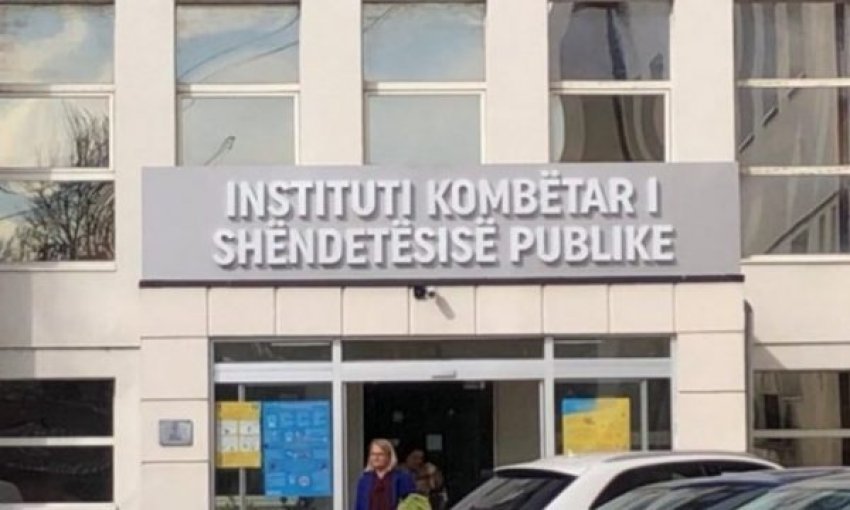 INSTITUTI KOMBËTAR I
SHËNDETËSISË PUBLIKE